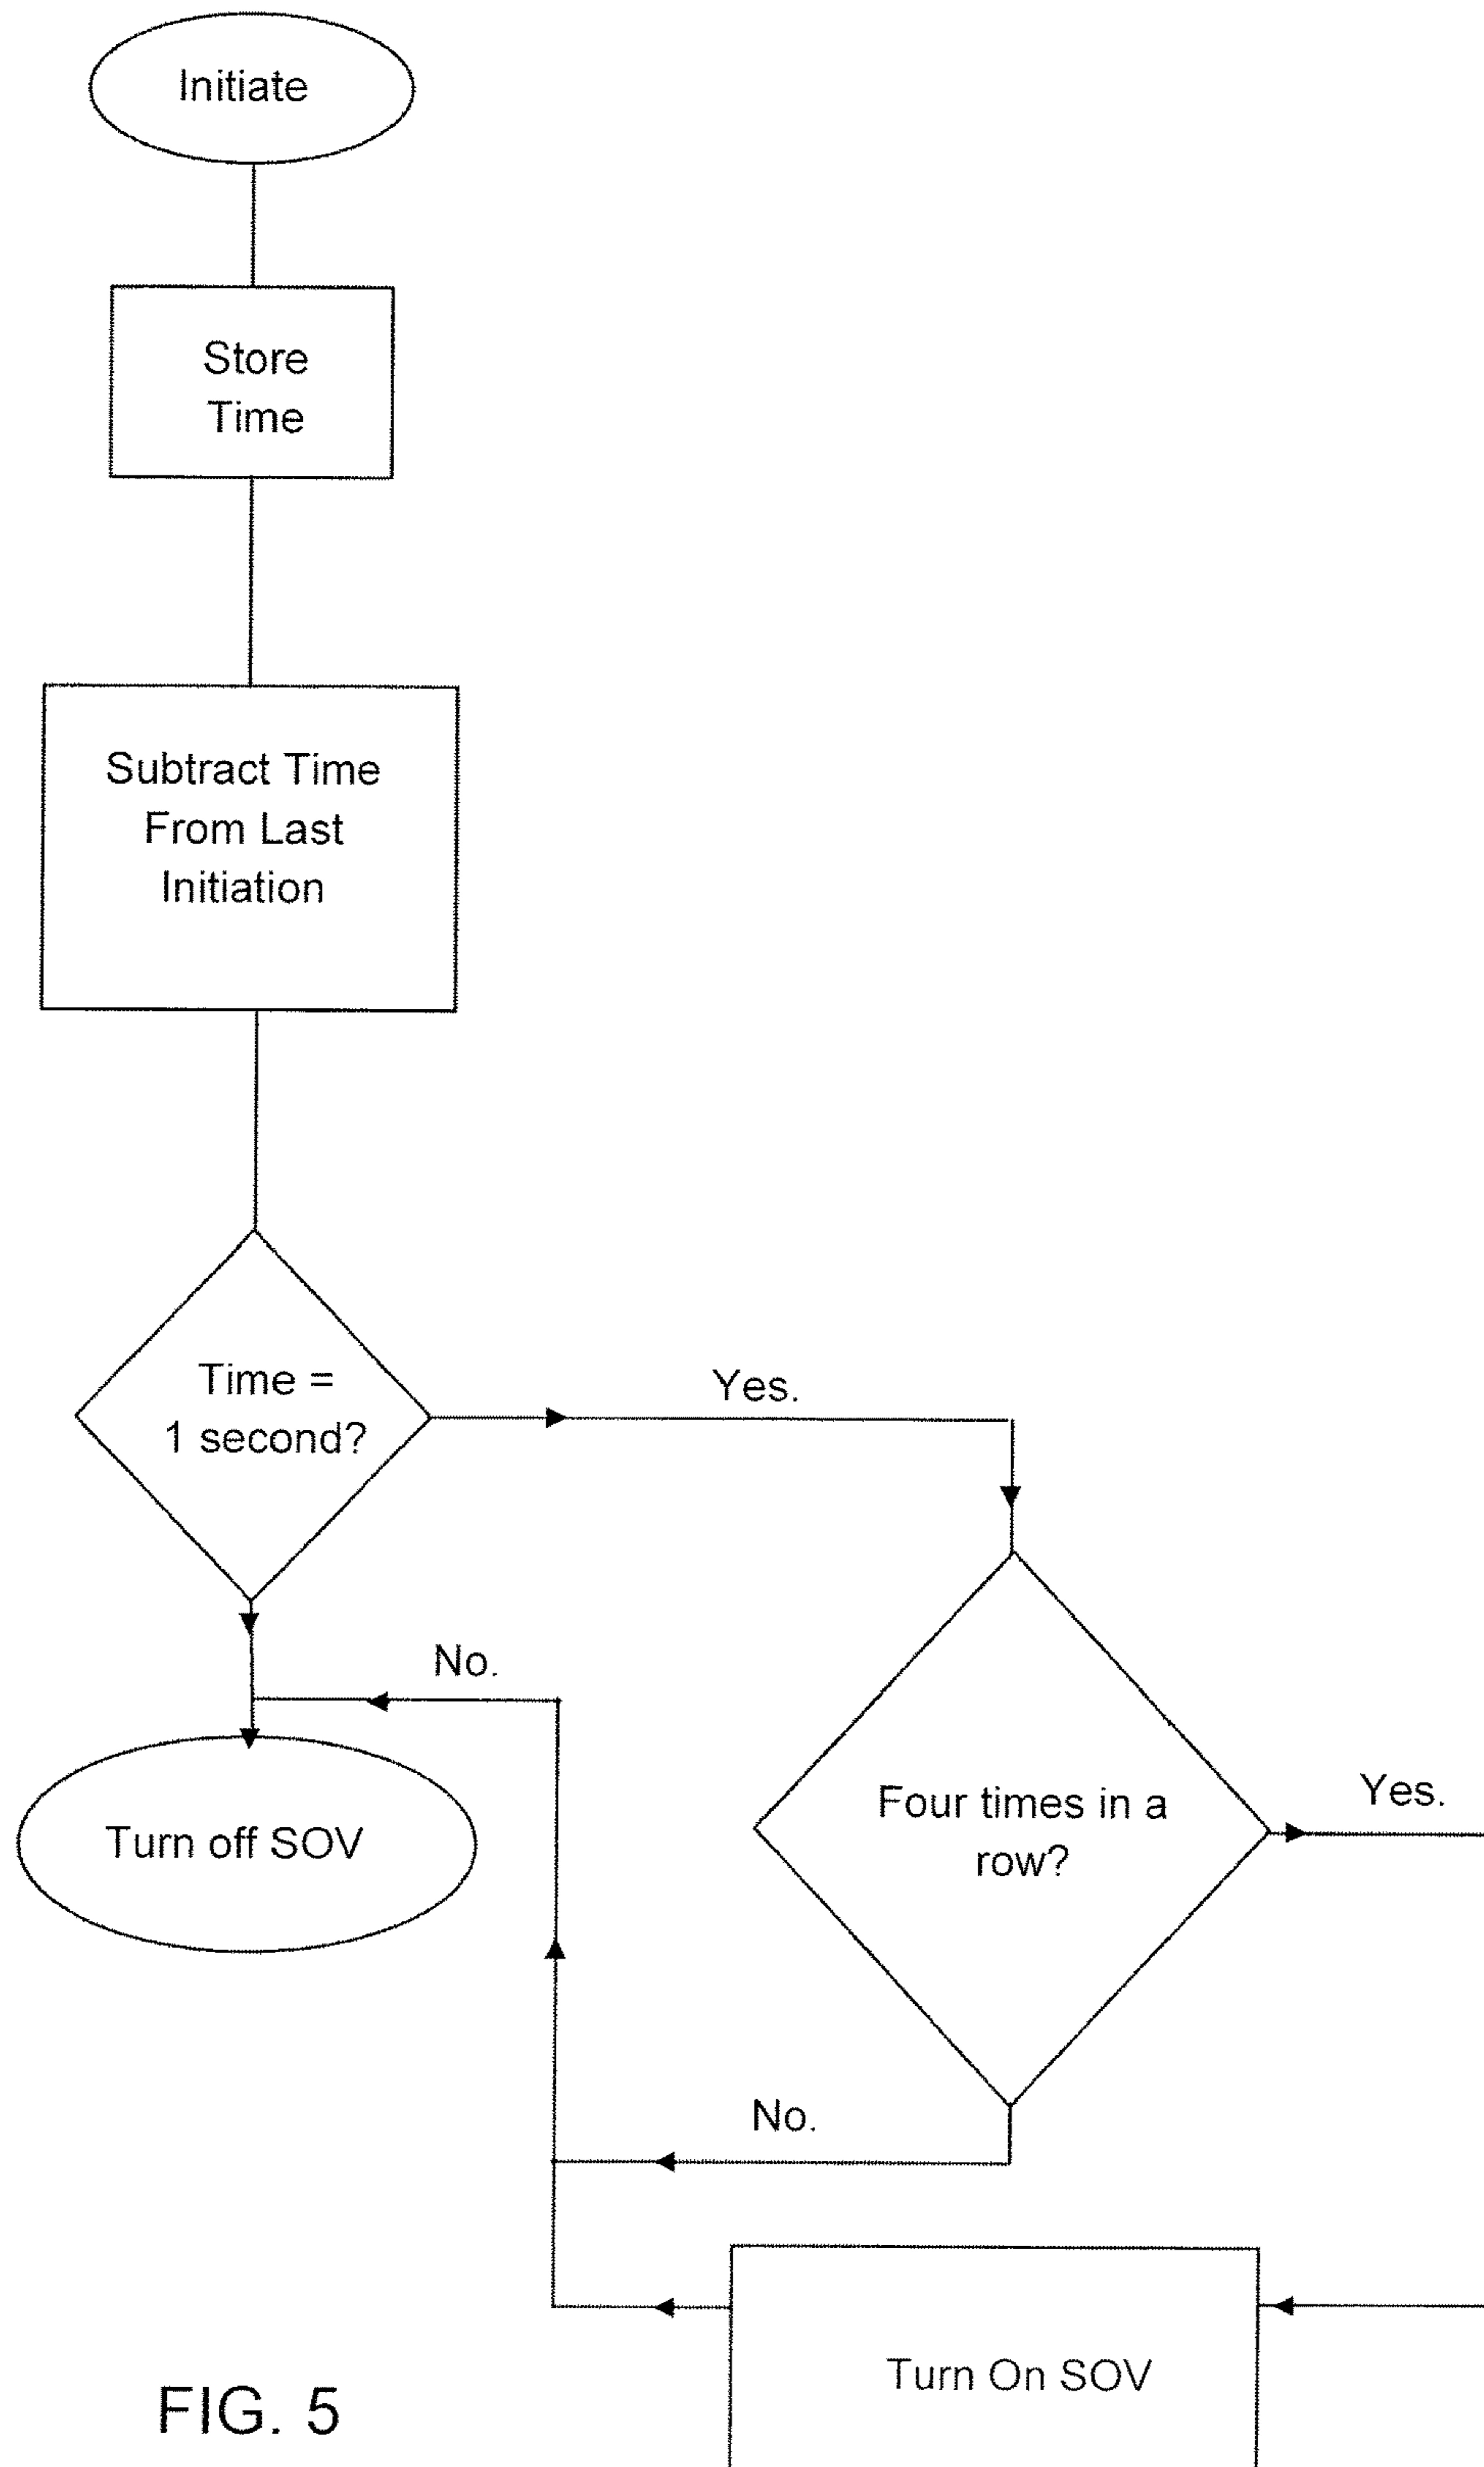 Initiate
Store
Time
Subtract Time
From Last
Initiation
Time =
1 second?
Yes.
No.
Turn off SOV
Four times in a
row?
Yes.
No.
Turn On SOV
FIG. 5